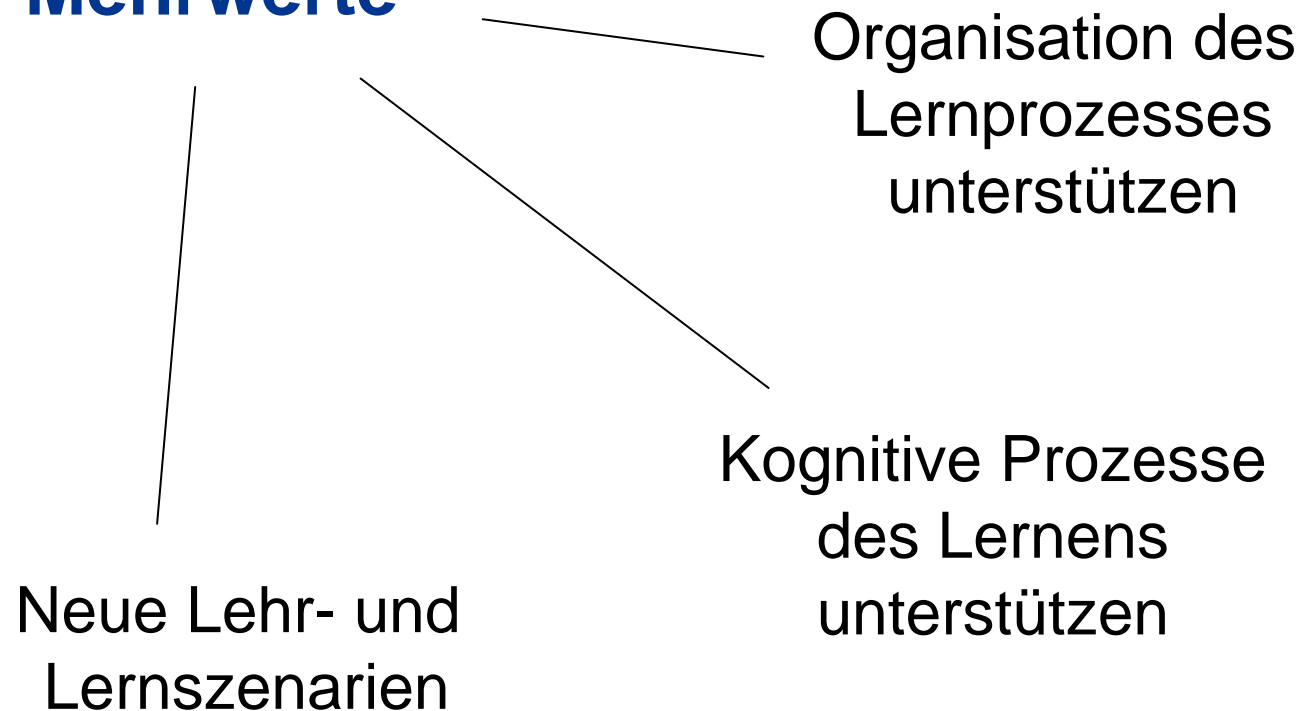 Mehrwerte
Organisation des
Lernprozesses
unterstützen
Kognitive Prozesse
des Lernens
unterstützen
Neue Lehr- und
Lernszenarien